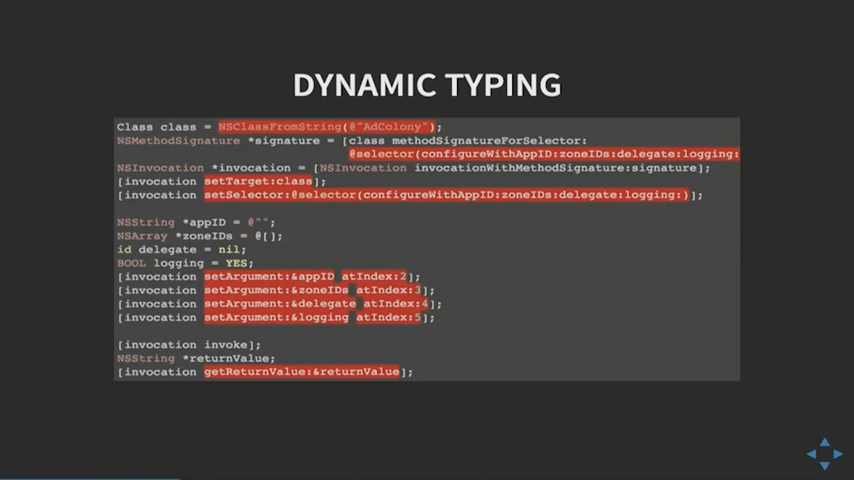 DYNAMIC TYPING
Class class = NSClassFromString(@"AdColony");
NSMethodSignature *signature = [class methodSignatureForSelector:
@selector(configureWithAppID:zoneIDs:delegate:logging:
NSInvocation *invocation = [NSInvocation invocationWithMethodSignature:signature];
[invocation setTarget:class];
[invocation setSelector:@selector(configureWithAppID:zoneIDs:delegate:logging:)];
NSString *appID = @"";
NSArray *zoneIDs = @[];
id delegate = nil;
BOOL logging = YES;
[invocation setArgument:&appID atIndex:2];
[invocation setArgument:&zoneIDs atIndex:3];
[invocation setArgument:&delegate atIndex:4];
[invocation setArgument:&logging atIndex:5];
[invocation invoke];
NSString *returnValue;
[invocation getReturnValue:&returnValue];